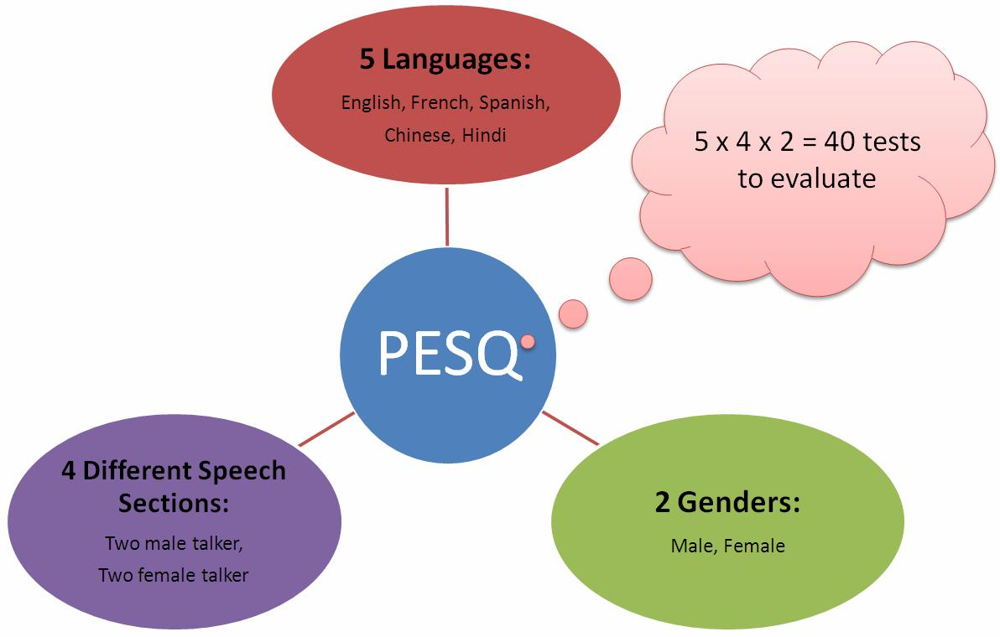 5 Languages:
English, French, Spanish,
Chinese, Hindi
5 x 4 x 2 = 40 tests
to evaluate
PESQ
4 Different Speech
Sections:
Two male talker,
Two female talker
2 Genders:
Male, Female